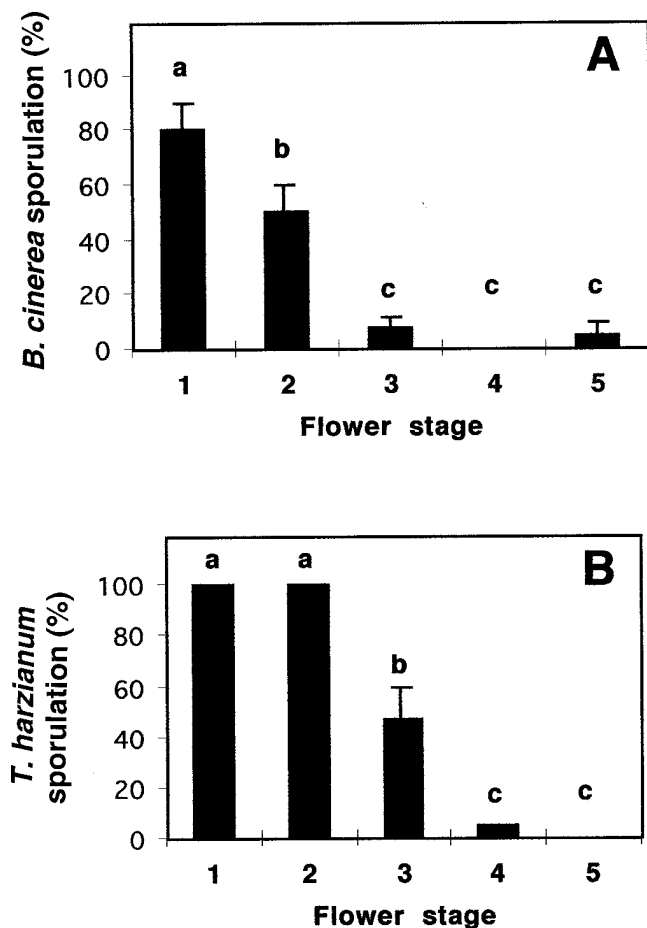 A
B. cinerea sporulation (%)
100
80
60
40
20
0
a
b
c
c
c
1 2 3 4 5
Flower stage
B
T. harzianum
sporulation (%)
100
80
60
40
20
0
a
a
b
c
c
1 2 3 4 5
Flower stage